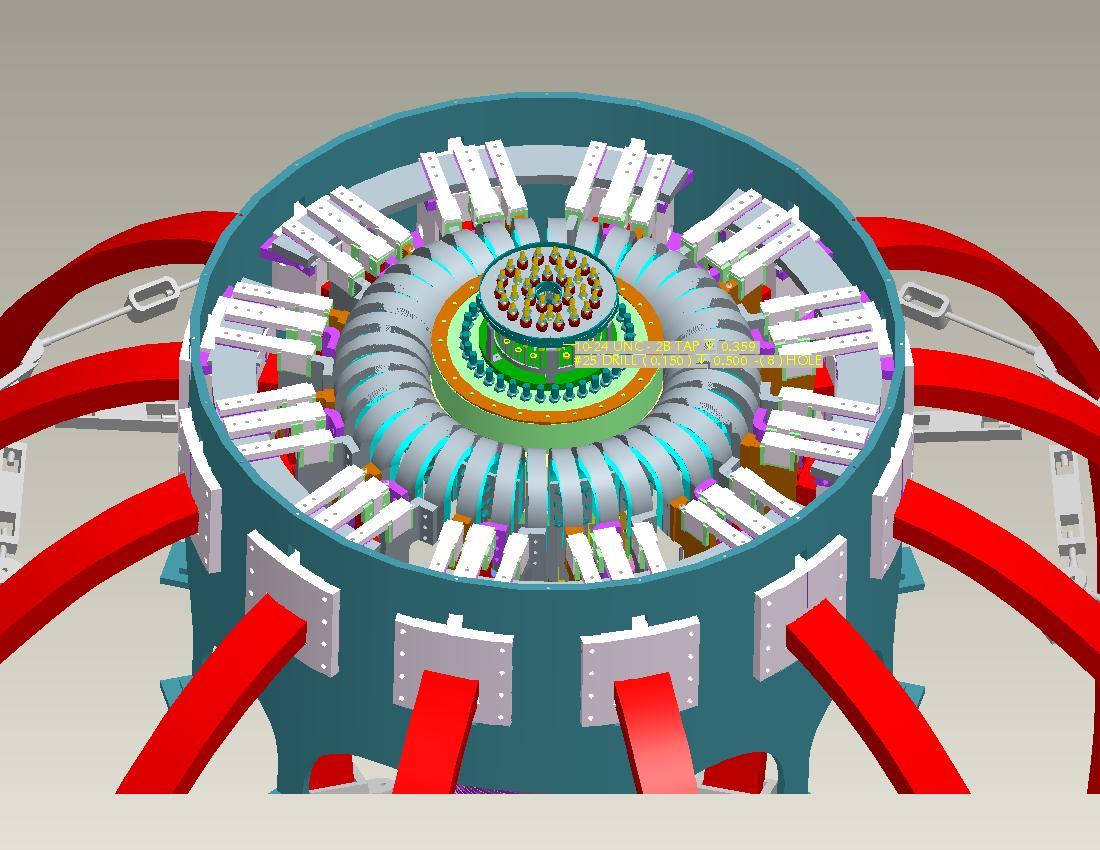 10-24 UNC - 2B TAP ↧ 0.359
#25 DRILL ( 0.150 ) ↧ 0.500 -( 8 ) HOLE